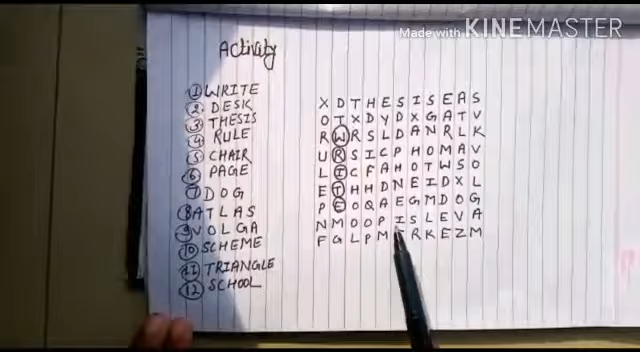 Made with KINEMASTER
Activity
① WRITE
② DESK
③ THESIS
④ RULE
⑤ CHAIR
⑥ PAGE
⑦ DOG
⑧ ATLAS
⑨ VOLGA
⑩ SCHEME
⑪ TRIANGLE
⑫ SCHOOL
X D T H E S I S E A S
O T X D Y D X G A T V
R W R S L D A N R L K
U R S I C P H O M A V
L I C F A H O T W S O
E T H H D N E I D X L
P E O Q A E G M D O G
N M O O P I S L E V A
F G L P M R K E Z M